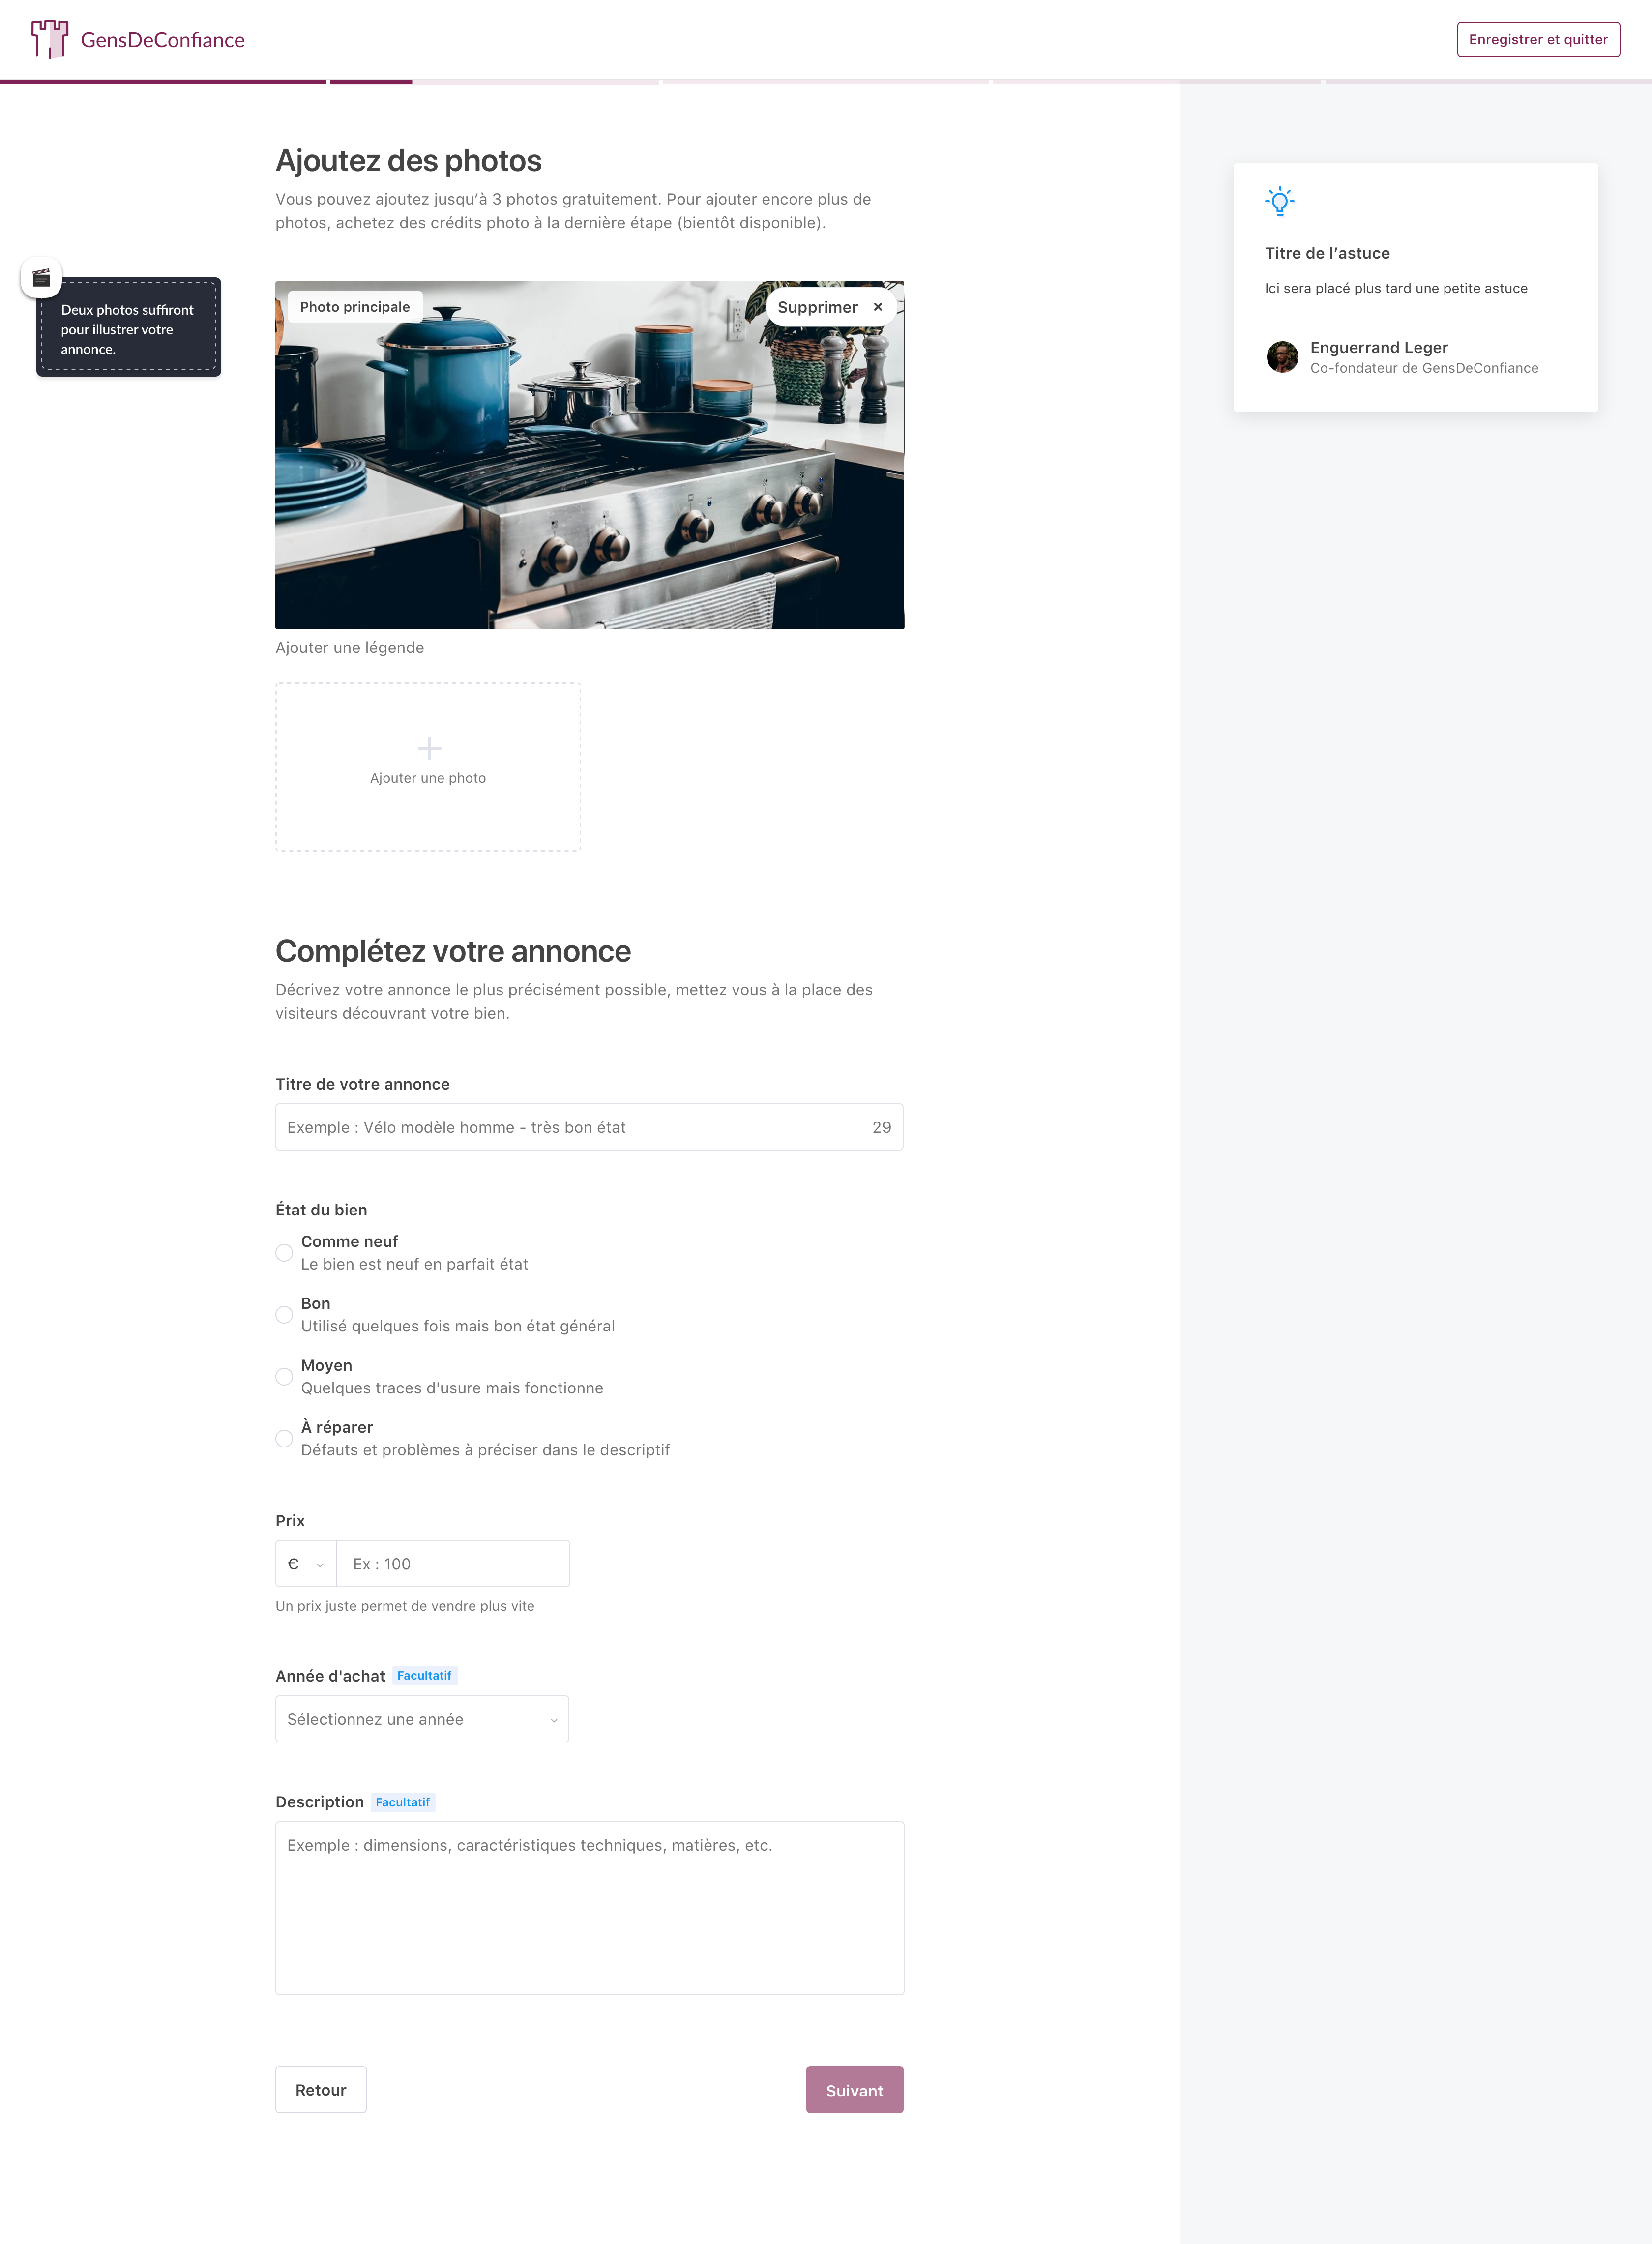 GensDeConfiance
Enregistrer et quitter
Ajoutez des photos
Vous pouvez ajoutez jusqu’à 3 photos gratuitement. Pour ajouter encore plus de
photos, achetez des crédits photo à la dernière étape (bientôt disponible).
Deux photos suffiront
pour illustrer votre
annonce.
Photo principale
Supprimer ×
Ajouter une légende
Ajouter une photo
Titre de l’astuce
Ici sera placé plus tard une petite astuce
Enguerrand Leger
Co-fondateur de GensDeConfiance
Complétez votre annonce
Décrivez votre annonce le plus précisément possible, mettez vous à la place des
visiteurs découvrant votre bien.
Titre de votre annonce
Exemple : Vélo modèle homme - très bon état 29
État du bien
Comme neuf
Le bien est neuf en parfait état
Bon
Utilisé quelques fois mais bon état général
Moyen
Quelques traces d'usure mais fonctionne
À réparer
Défauts et problèmes à préciser dans le descriptif
Prix
€ Ex : 100
Un prix juste permet de vendre plus vite
Année d'achat Facultatif
Sélectionnez une année
Description Facultatif
Exemple : dimensions, caractéristiques techniques, matières, etc.
Retour
Suivant